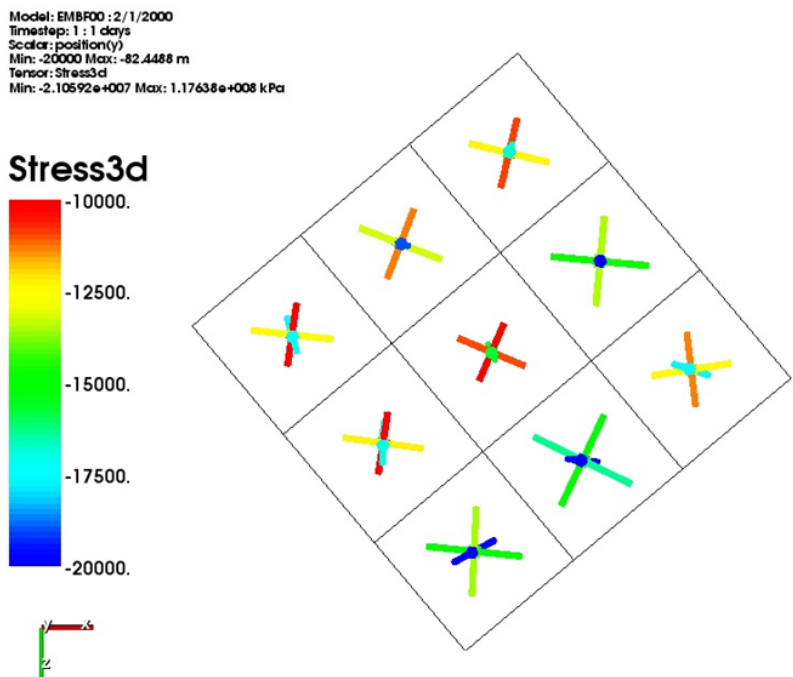 Model: EMBF00 : 2/1/2000
Timestep: 1 : 1 days
Scalar: position(y)
Min: -20000 Max: -82.4488 m
Tensor: Stress3d
Min: -2.10592e+007 Max: 1.17638e+008 kPa
Stress3d
-10000.
-12500.
-15000.
-17500.
-20000.
y x
z